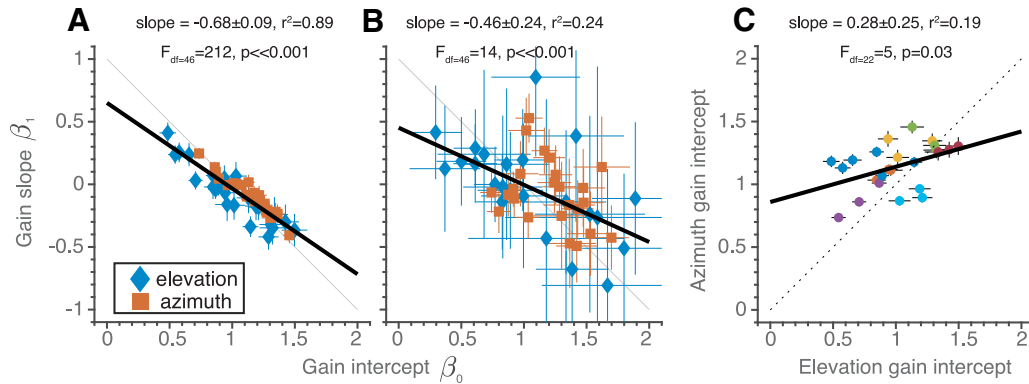 A
slope = -0.68±0.09, r²=0.89
F df=46=212, p<<0.001
B
slope = -0.46±0.24, r²=0.24
F df=46=14, p<<0.001
C
slope = 0.28±0.25, r²=0.19
F df=22=5, p=0.03
Gain slope β₁
1
0.5
0
-0.5
-1
elevation
azimuth
0 0.5 1 1.5 2
0 0.5 1 1.5 2
Gain intercept β₀
Azimuth gain intercept
2
1.5
1
0.5
0
0 0.5 1 1.5 2
Elevation gain intercept